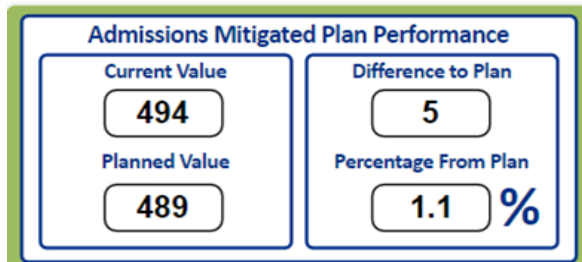 Admissions Mitigated Plan Performance
Current Value
494
Planned Value
489
Difference to Plan
5
Percentage From Plan
1.1 %